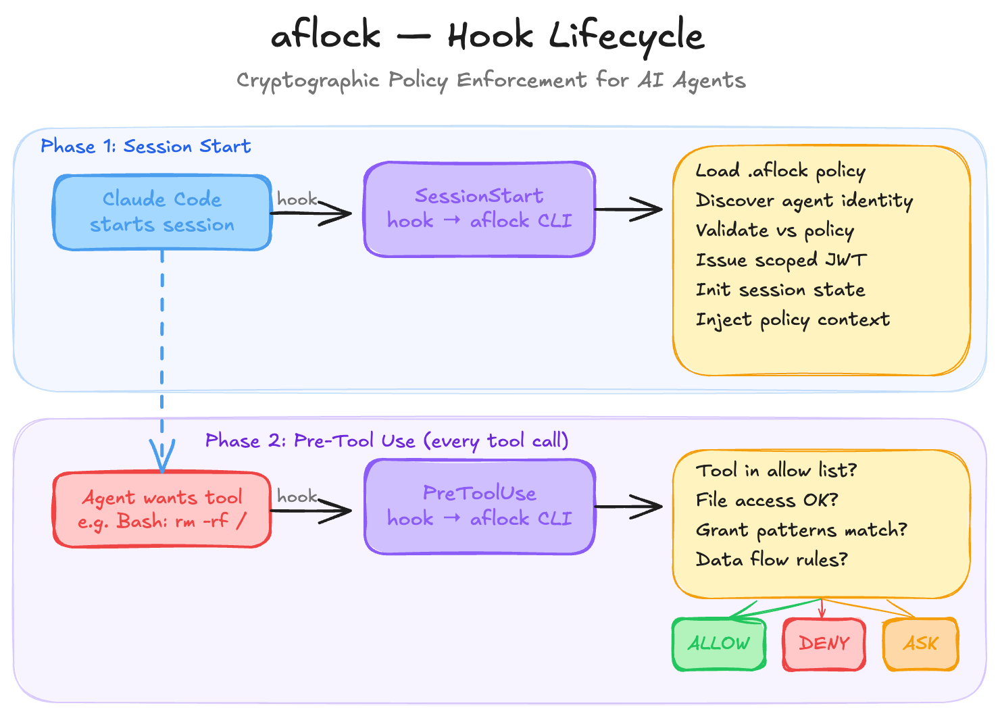 aflock — Hook Lifecycle
Cryptographic Policy Enforcement for AI Agents
Phase 1: Session Start
Claude Code
starts session
hook
SessionStart
hook → aflock CLI
Load .aflock policy
Discover agent identity
Validate vs policy
Issue scoped JWT
Init session state
Inject policy context
Phase 2: Pre-Tool Use (every tool call)
Agent wants tool
e.g. Bash: rm -rf /
hook
PreToolUse
hook → aflock CLI
Tool in allow list?
File access OK?
Grant patterns match?
Data flow rules?
ALLOW
DENY
ASK